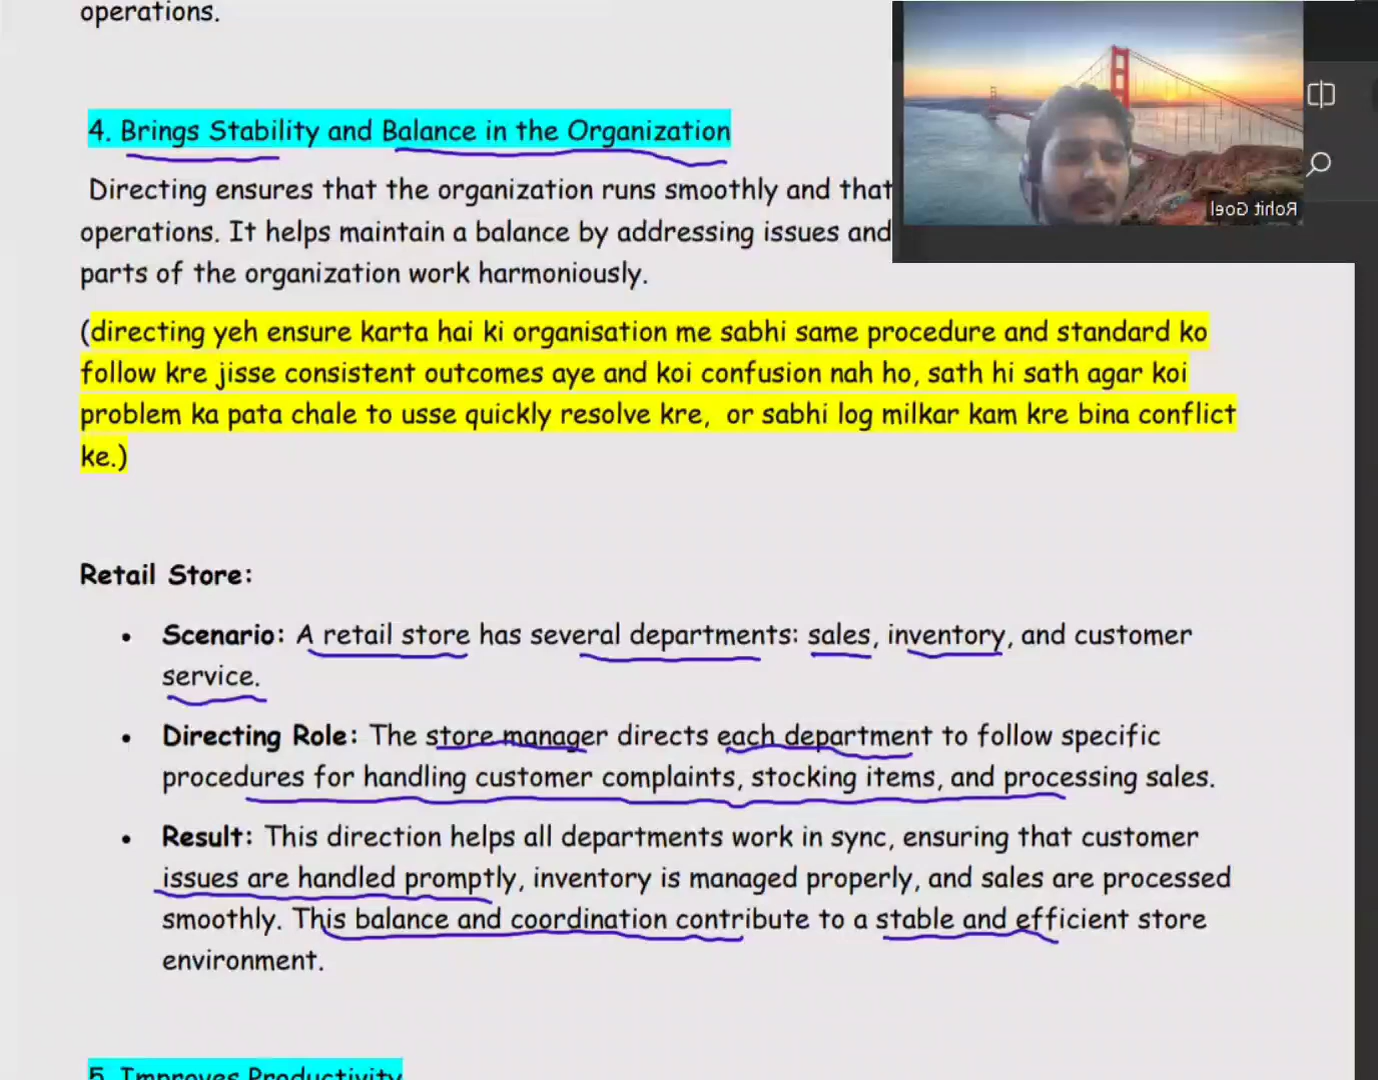 operations.
4. Brings Stability and Balance in the Organization
Directing ensures that the organization runs smoothly and that
operations. It helps maintain a balance by addressing issues and
parts of the organization work harmoniously.
(directing yeh ensure karta hai ki organisation me sabhi same procedure and standard ko
follow kre jisse consistent outcomes aye and koi confusion nah ho, sath hi sath agar koi
problem ka pata chale to usse quickly resolve kre, or sabhi log milkar kam kre bina conflict
ke.)
Retail Store:
• Scenario: A retail store has several departments: sales, inventory, and customer
service.
• Directing Role: The store manager directs each department to follow specific
procedures for handling customer complaints, stocking items, and processing sales.
• Result: This direction helps all departments work in sync, ensuring that customer
issues are handled promptly, inventory is managed properly, and sales are processed
smoothly. This balance and coordination contribute to a stable and efficient store
environment.
5. Improves Productivity
Rohit Goel